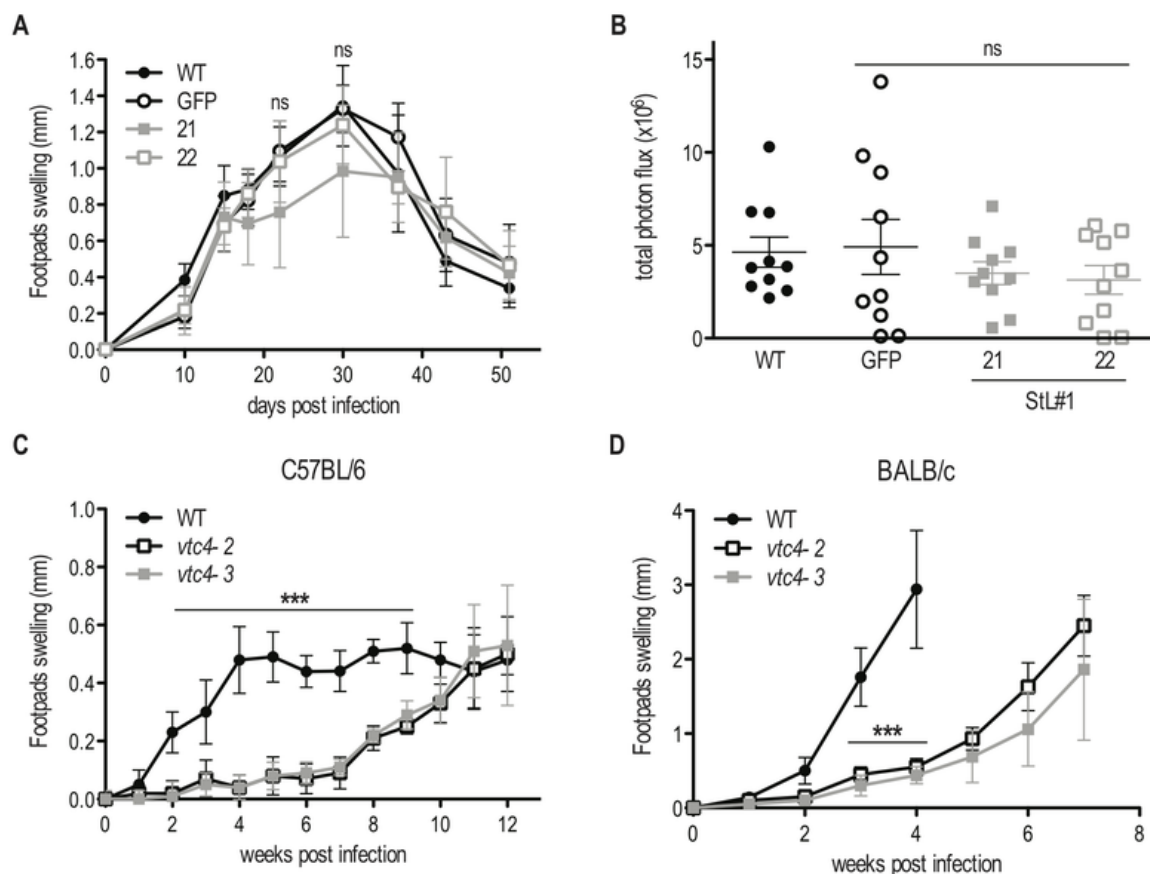 A
Footpads swelling (mm)
1.6
1.4
1.2
1.0
0.8
0.6
0.4
0.2
0.0
WT
GFP
21
22
ns
ns
0 10 20 30 40 50
days post infection
B
total photon flux (x10⁶)
15
10
5
0
ns
WT GFP 21 22
StL#1
C
C57BL/6
Footpads swelling (mm)
1.0
0.8
0.6
0.4
0.2
0.0
WT
vtc4- 2
vtc4- 3
***
0 2 4 6 8 10 12
weeks post infection
D
BALB/c
Footpads swelling (mm)
4
3
2
1
0
WT
vtc4- 2
vtc4- 3
***
0 2 4 6 8
weeks post infection